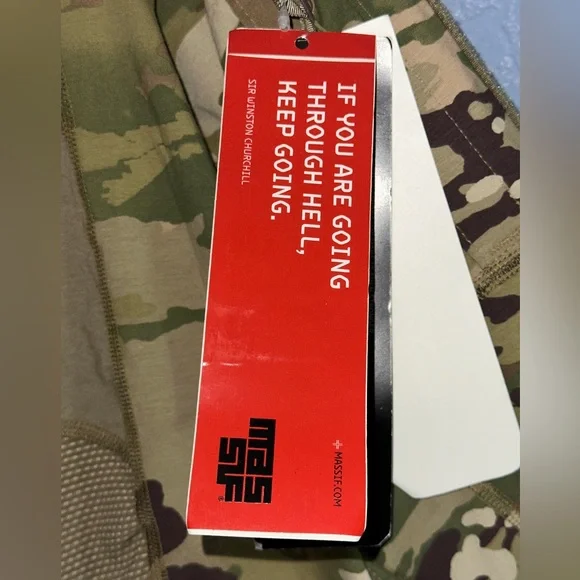 IF YOU ARE GOING
THROUGH HELL,
KEEP GOING.
SIR WINSTON CHURCHILL
MASSIF
®
+ MASSIF.COM